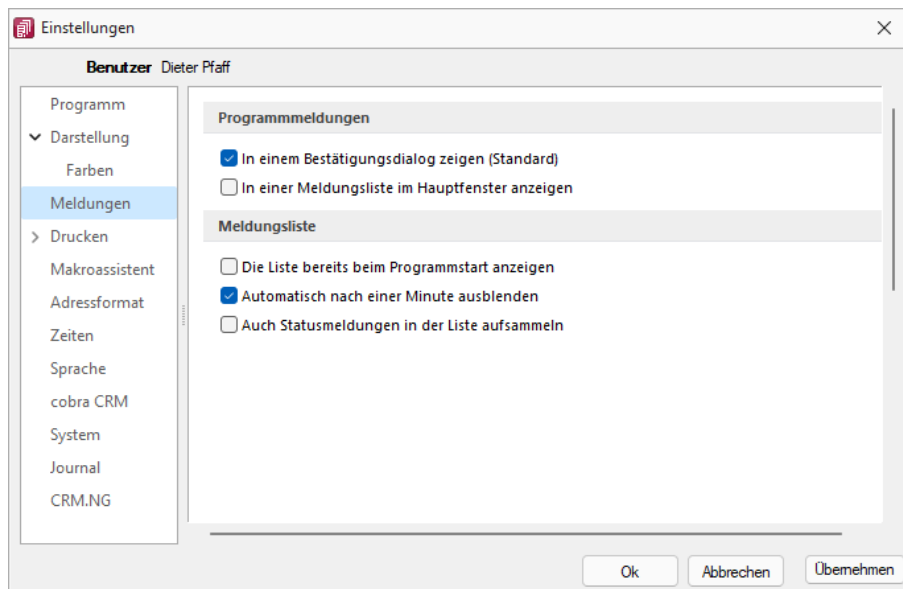 Einstellungen
Benutzer Dieter Pfaff
Programm
Darstellung
Farben
Meldungen
Drucken
Makroassistent
Adressformat
Zeiten
Sprache
cobra CRM
System
Journal
CRM.NG
Programmmeldungen
In einem Bestätigungsdialog zeigen (Standard)
In einer Meldungsliste im Hauptfenster anzeigen
Meldungsliste
Die Liste bereits beim Programmstart anzeigen
Automatisch nach einer Minute ausblenden
Auch Statusmeldungen in der Liste aufsammeln
Ok Abbrechen Übernehmen